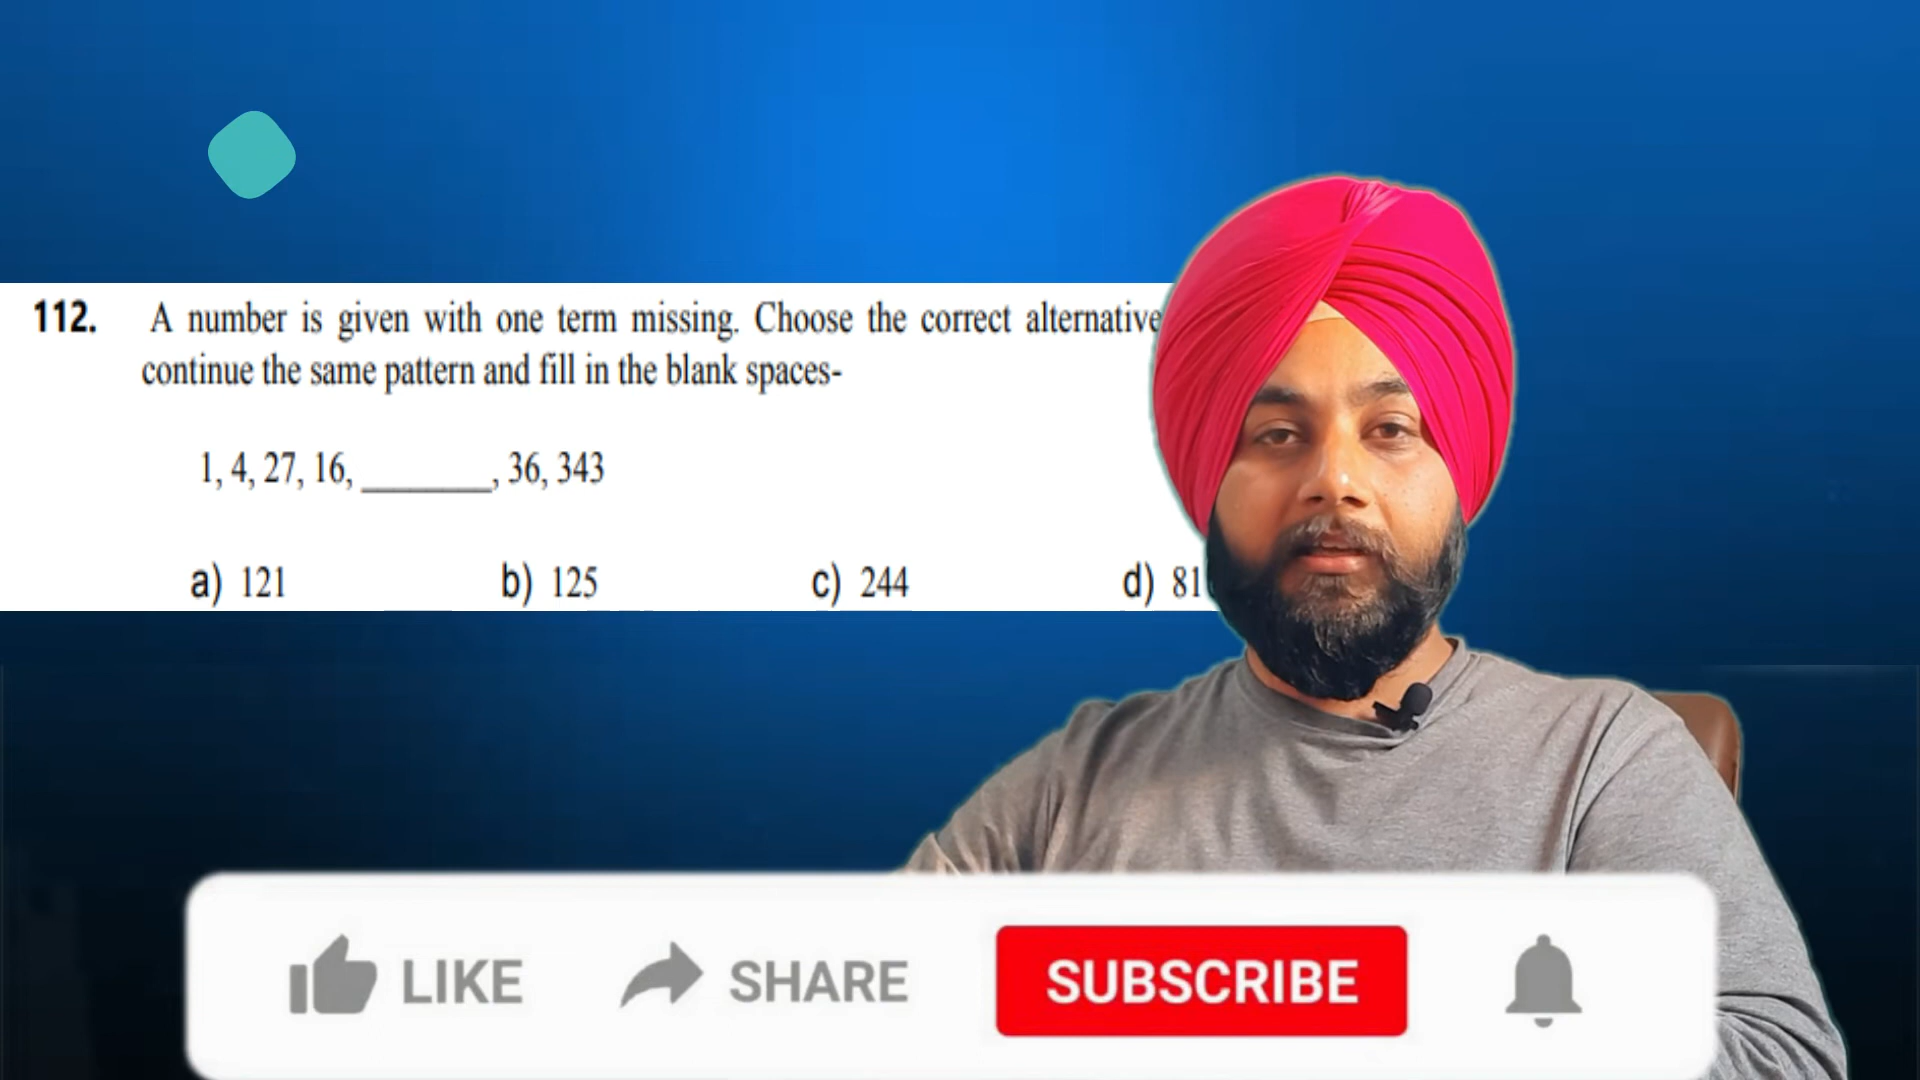 112. A number is given with one term missing. Choose the correct alternative
continue the same pattern and fill in the blank spaces-
1, 4, 27, 16, ________, 36, 343
a) 121 b) 125 c) 244 d) 81
LIKE SHARE SUBSCRIBE